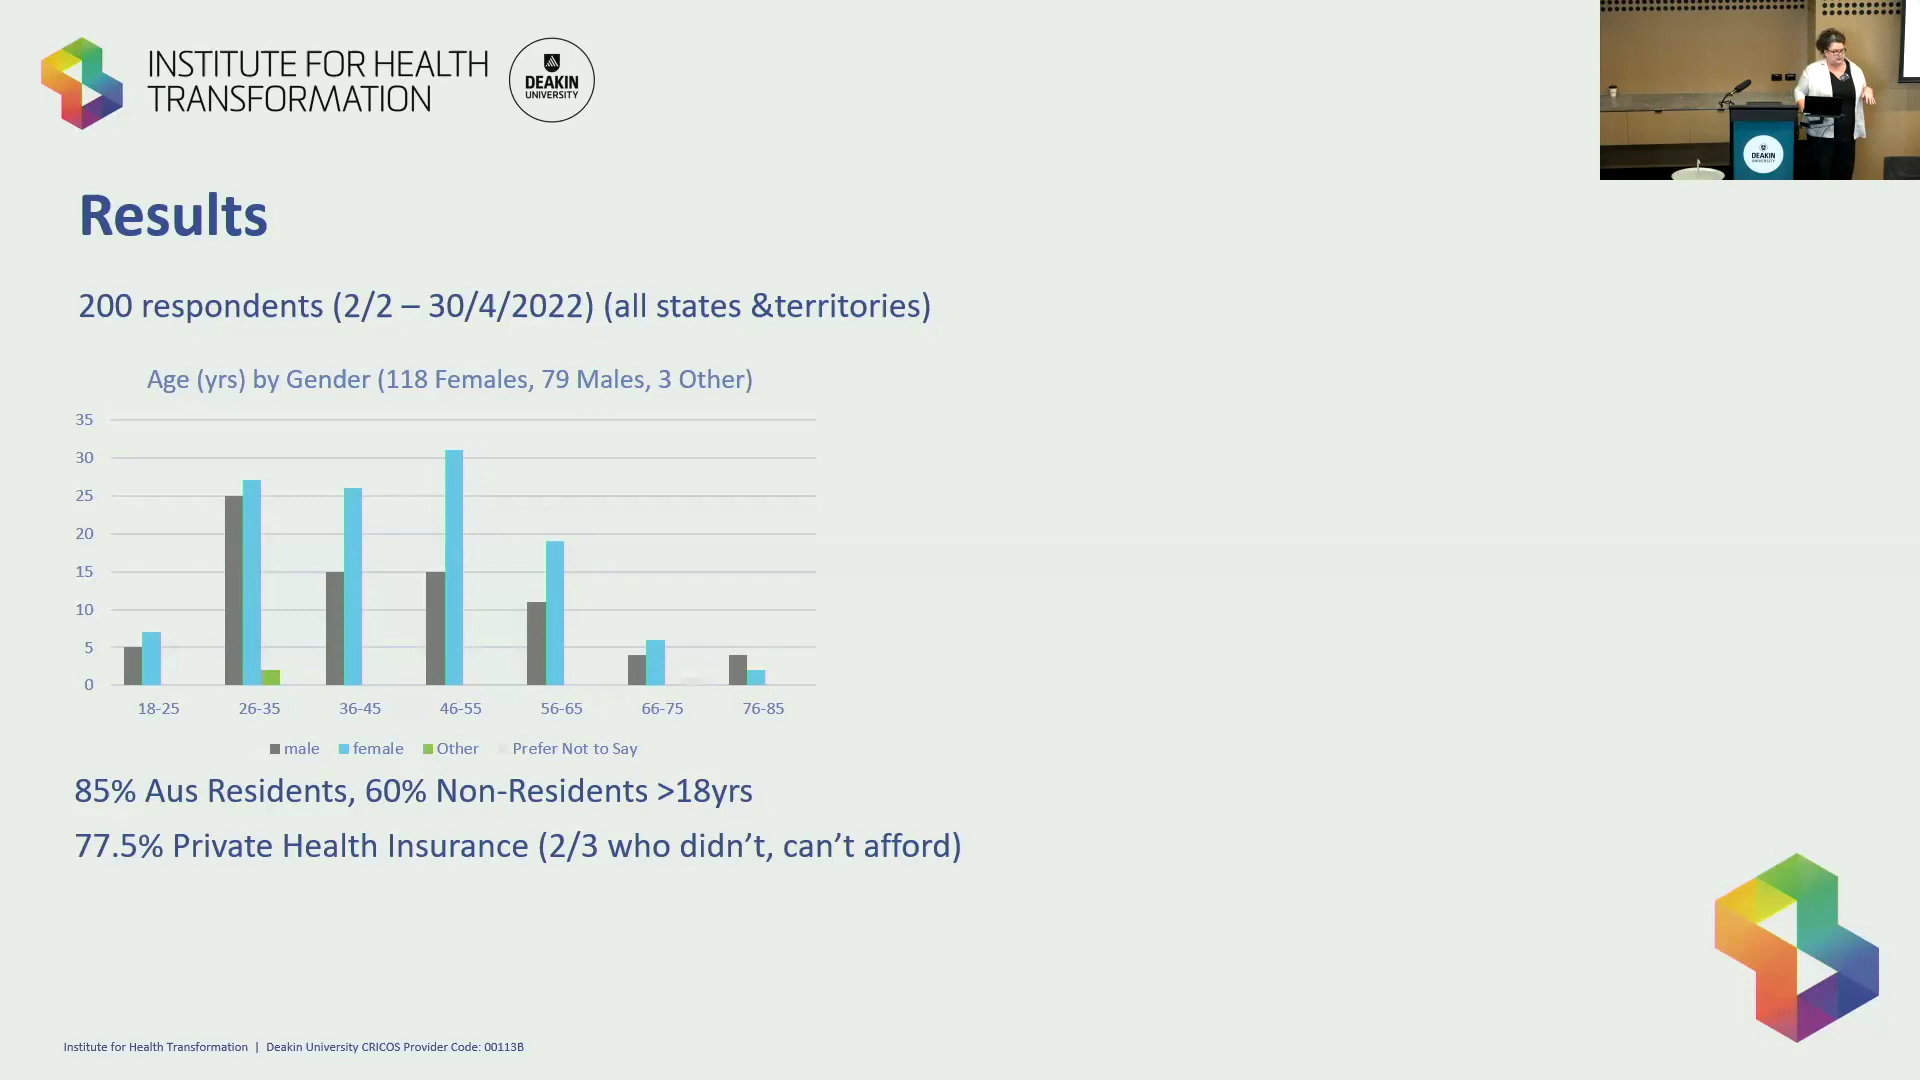 INSTITUTE FOR HEALTH
TRANSFORMATION
DEAKIN
UNIVERSITY
DEAKIN
UNIVERSITY
Results
200 respondents (2/2 – 30/4/2022) (all states &territories)
Age (yrs) by Gender (118 Females, 79 Males, 3 Other)
35
30
25
20
15
10
5
0
18-25 26-35 36-45 46-55 56-65 66-75 76-85
male female Other Prefer Not to Say
85% Aus Residents, 60% Non-Residents >18yrs
77.5% Private Health Insurance (2/3 who didn’t, can’t afford)
Institute for Health Transformation | Deakin University CRICOS Provider Code: 00113B